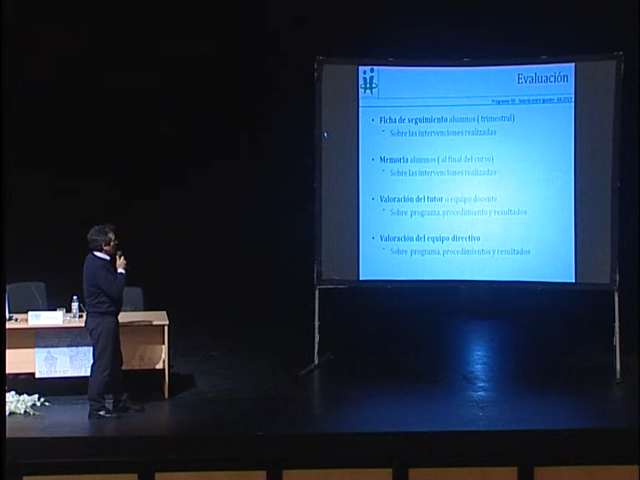 Evaluación
Ficha de seguimiento alumnos ( trimestral)
Sobre las intervenciones realizadas
Memoria alumnos ( al final del curso)
Sobre las intervenciones realizadas
Valoración del tutor o equipo docente
Sobre programa, procedimiento y resultados
Valoración del equipo directivo
Sobre programa, procedimientos y resultados